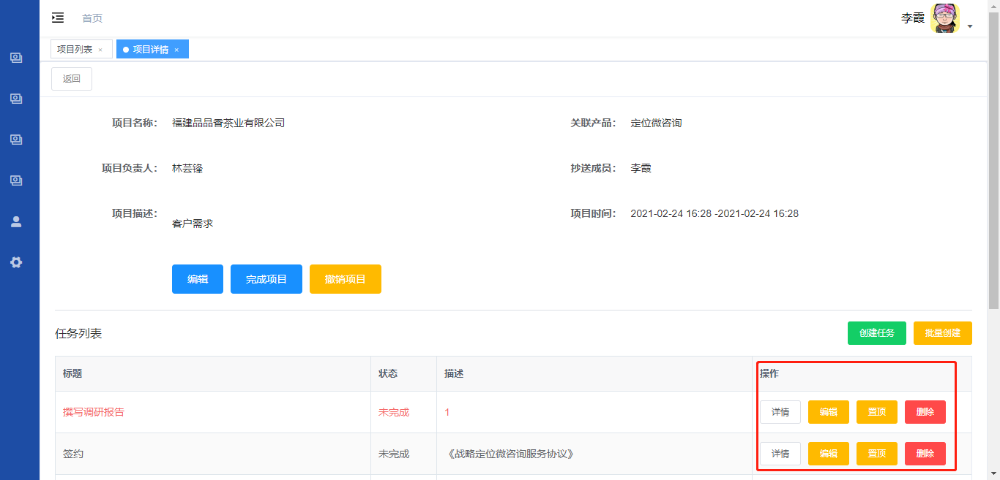 首页
李霞
项目列表 ×
项目详情 ×
返回
项目名称： 福建品品香茶业有限公司
关联产品： 定位微咨询
项目负责人： 林芸锋
抄送成员： 李霞
项目描述： 客户需求
项目时间： 2021-02-24 16:28 -2021-02-24 16:28
编辑 完成项目 撤销项目
任务列表
创建任务 批量创建
标题 状态 描述 操作
撰写调研报告 未完成 1 详情 编辑 置顶 删除
签约 未完成 《战略定位微咨询服务协议》 详情 编辑 置顶 删除